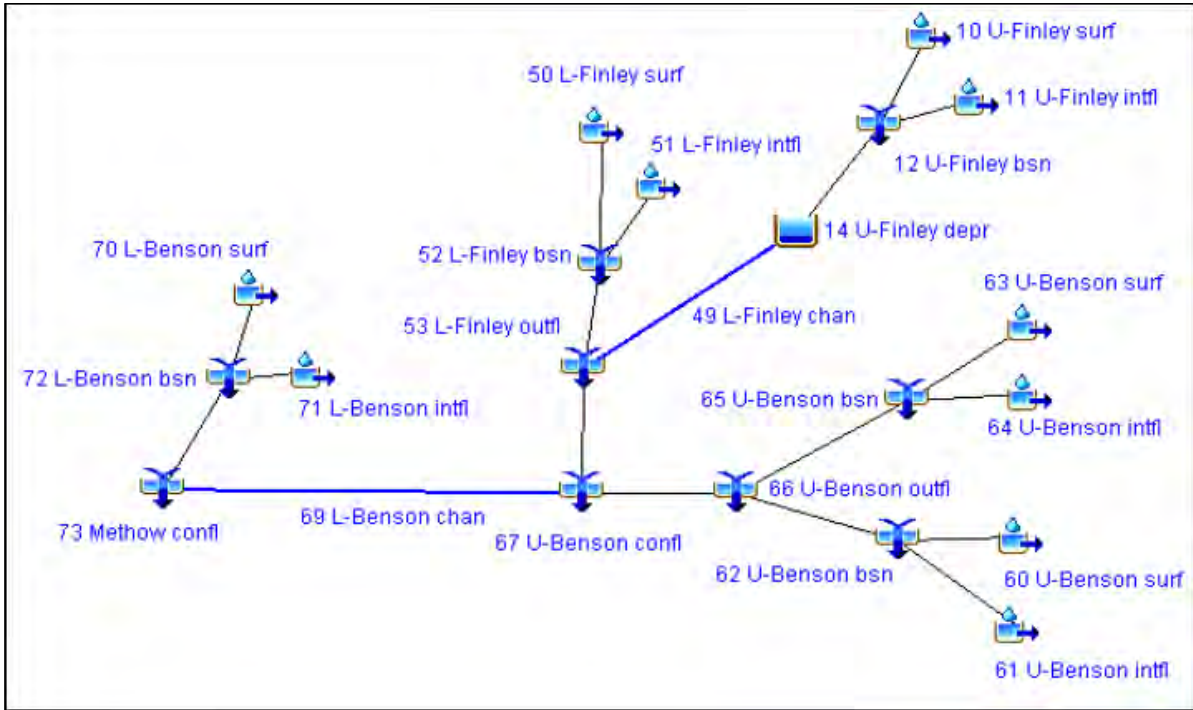 10 U-Finley surf
50 L-Finley surf
11 U-Finley intfl
51 L-Finley intfl
12 U-Finley bsn
14 U-Finley depr
70 L-Benson surf
52 L-Finley bsn
63 U-Benson surf
49 L-Finley chan
53 L-Finley outfl
72 L-Benson bsn
65 U-Benson bsn
71 L-Benson intfl
64 U-Benson intfl
66 U-Benson outfl
69 L-Benson chan
73 Methow confl
67 U-Benson confl
62 U-Benson bsn
60 U-Benson surf
61 U-Benson intfl